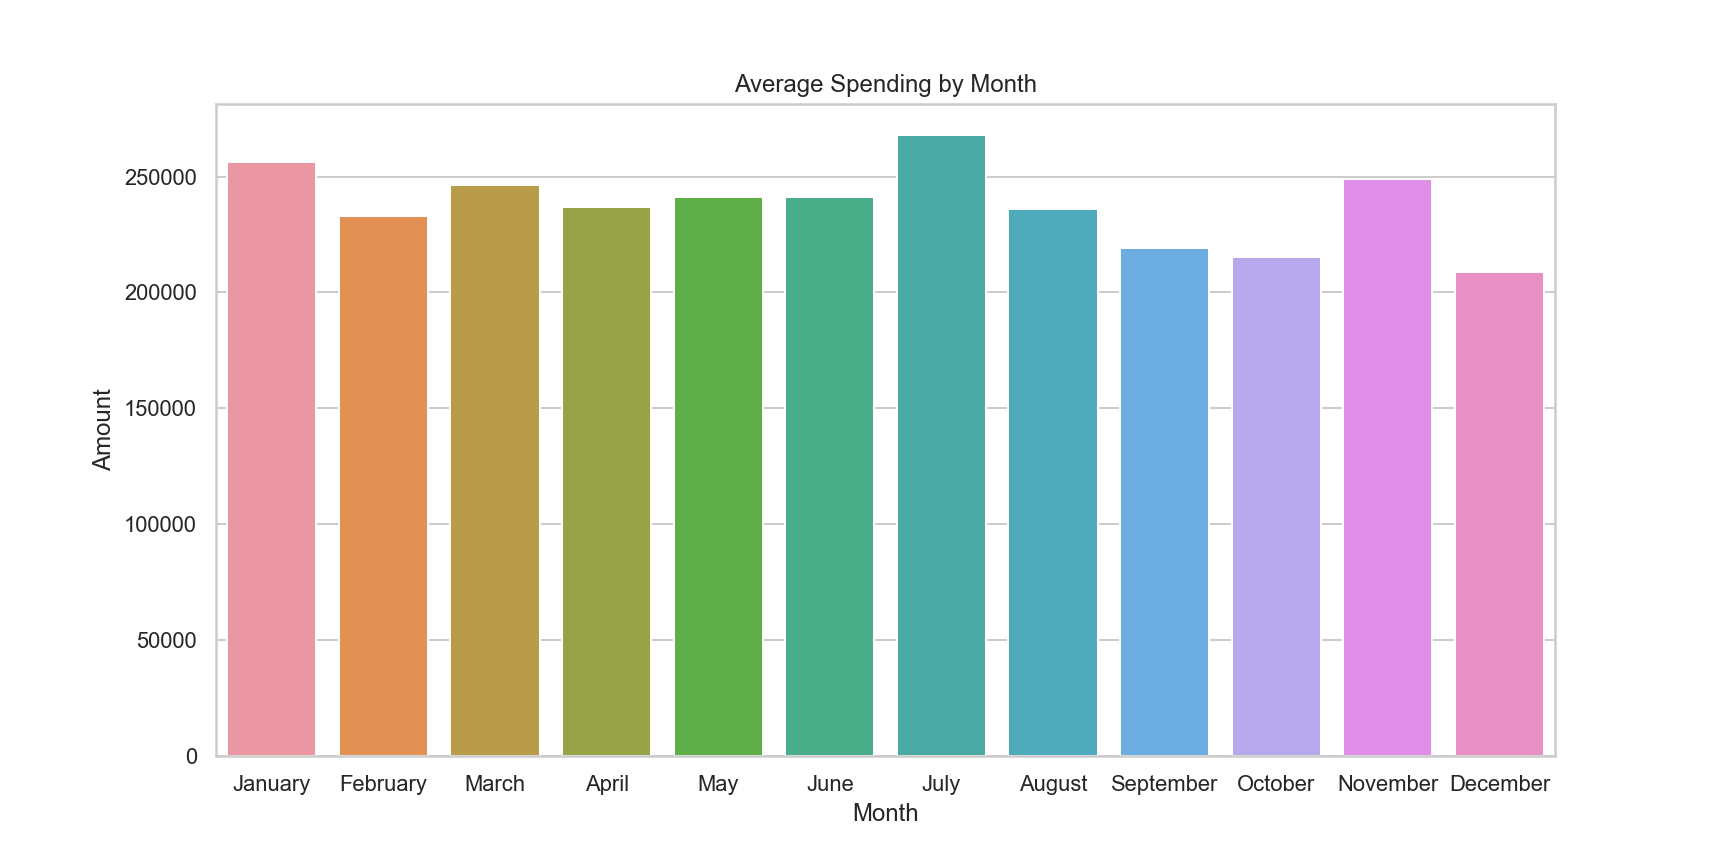 Average Spending by Month
Amount
250000
200000
150000
100000
50000
0
January February March April May June July August September October November December
Month